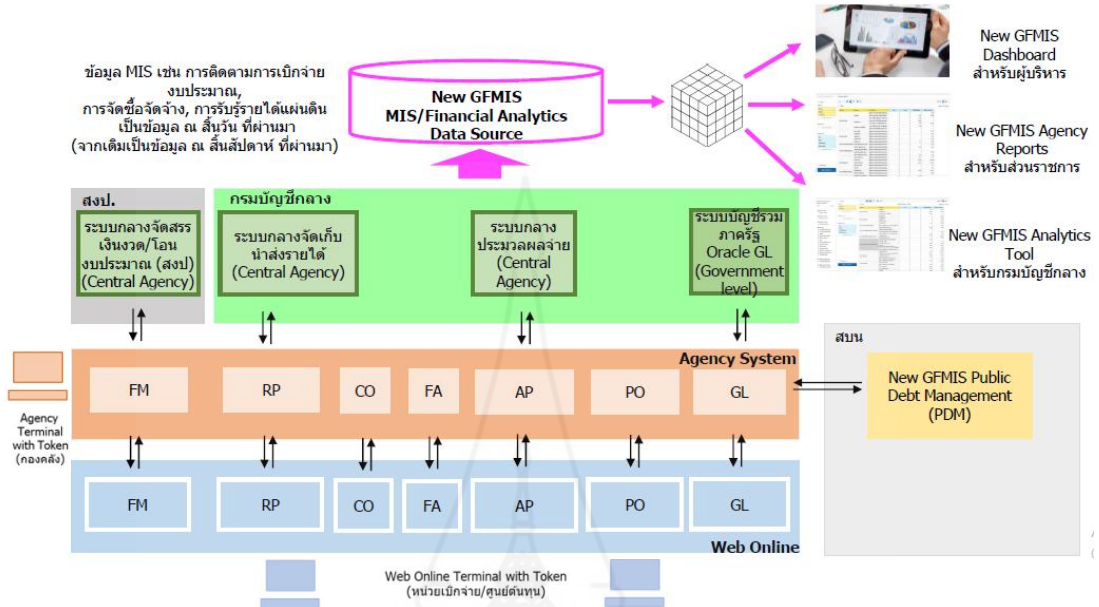 ข้อมูล MIS เช่น การติดตามการเบิกจ่าย
งบประมาณ,
การจัดซื้อจัดจ้าง, การรับรู้รายได้แผ่นดิน
เป็นข้อมูล ณ สิ้นวัน ที่ผ่านมา
(จากเดิมเป็นข้อมูล ณ สิ้นสัปดาห์ ที่ผ่านมา)
New GFMIS
MIS/Financial Analytics
Data Source
New GFMIS
Dashboard
สำหรับผู้บริหาร
New GFMIS Agency
Reports
สำหรับส่วนราชการ
New GFMIS Analytics
Tool
สำหรับกรมบัญชีกลาง
สงป.
ระบบกลางจัดสรร
เงินงวด/โอน
งบประมาณ (สงป)
(Central Agency)
กรมบัญชีกลาง
ระบบกลางจัดเก็บ
นำส่งรายได้
(Central Agency)
ระบบกลาง
ประมวลผลจ่าย
(Central
Agency)
ระบบบัญชีรวม
ภาครัฐ
Oracle GL
(Government
level)
Agency System
FM
RP
CO
FA
AP
PO
GL
Agency
Terminal
with Token
(กองคลัง)
สบน
New GFMIS Public
Debt Management
(PDM)
FM
RP
CO
FA
AP
PO
GL
Web Online
Web Online Terminal with Token
(หน่วยเบิกจ่าย/ศูนย์ต้นทุน)